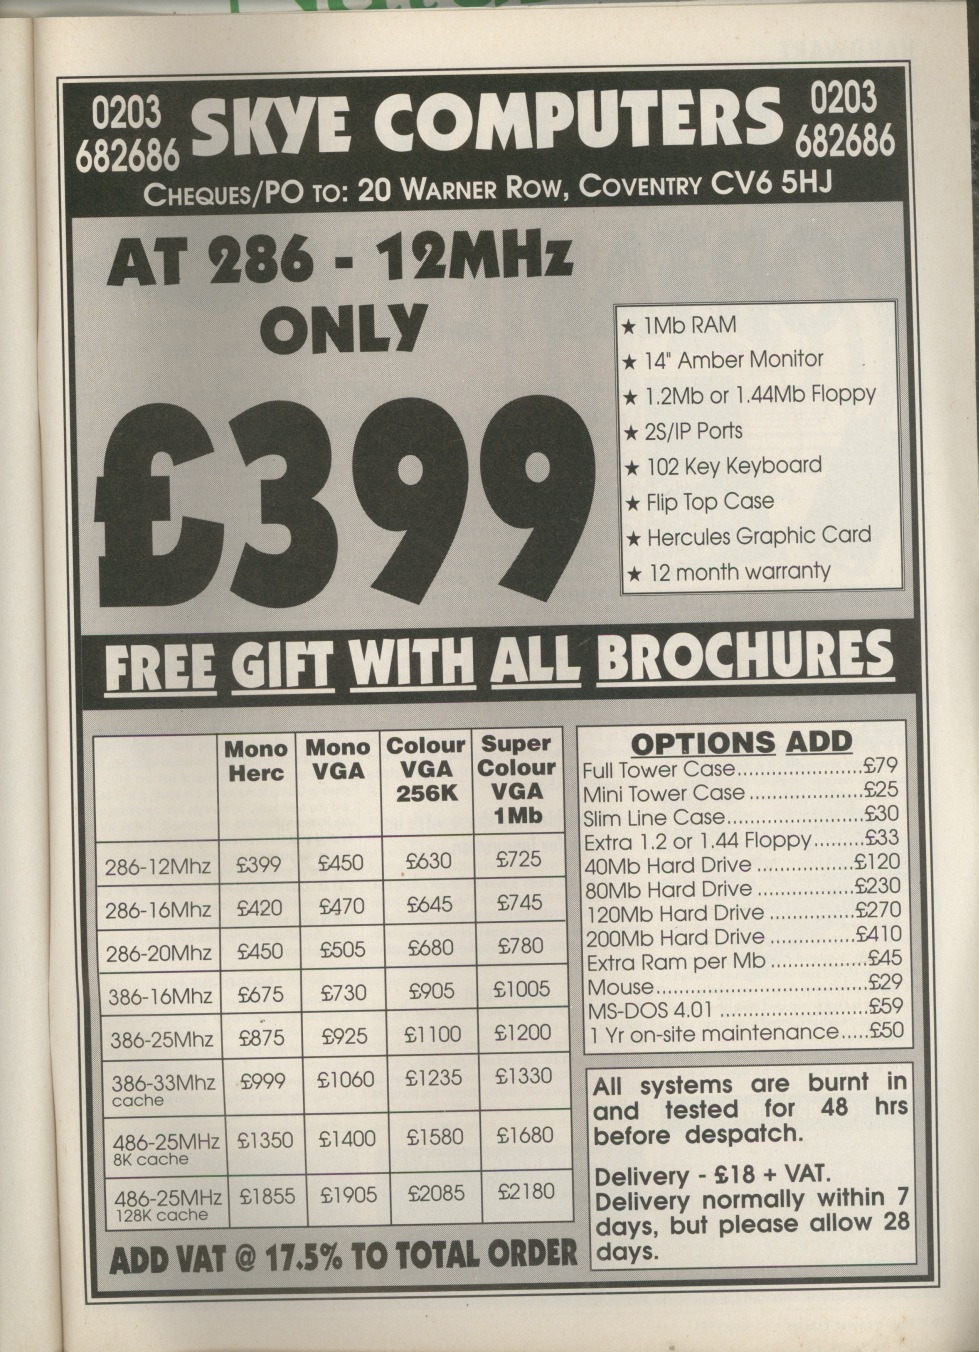 0203 682686
SKYE COMPUTERS
0203 682686
CHEQUES/PO TO: 20 WARNER ROW, COVENTRY CV6 5HJ
AT 286 - 12MHz
ONLY
£399
★ 1Mb RAM
★ 14" Amber Monitor
★ 1.2Mb or 1.44Mb Floppy
★ 2S/IP Ports
★ 102 Key Keyboard
★ Flip Top Case
★ Hercules Graphic Card
★ 12 month warranty
FREE GIFT WITH ALL BROCHURES
Mono Herc | Mono VGA | Colour VGA 256K | Super Colour VGA 1Mb
286-12Mhz £399 £450 £630 £725
286-16Mhz £420 £470 £645 £745
286-20Mhz £450 £505 £680 £780
386-16Mhz £675 £730 £905 £1005
386-25Mhz £875 £925 £1100 £1200
386-33Mhz cache £999 £1060 £1235 £1330
486-25MHz 8K cache £1350 £1400 £1580 £1680
486-25MHz 128K cache £1855 £1905 £2085 £2180
ADD VAT @ 17.5% TO TOTAL ORDER
OPTIONS ADD
Full Tower Case.....................£79
Mini Tower Case ...................£25
Slim Line Case.......................£30
Extra 1.2 or 1.44 Floppy.........£33
40Mb Hard Drive ................£120
80Mb Hard Drive ................£230
120Mb Hard Drive ..............£270
200Mb Hard Drive ..............£410
Extra Ram per Mb ................£45
Mouse...................................£29
MS-DOS 4.01 ........................£59
1 Yr on-site maintenance.....£50
All systems are burnt in
and tested for 48 hrs
before despatch.
Delivery - £18 + VAT.
Delivery normally within 7
days, but please allow 28
days.